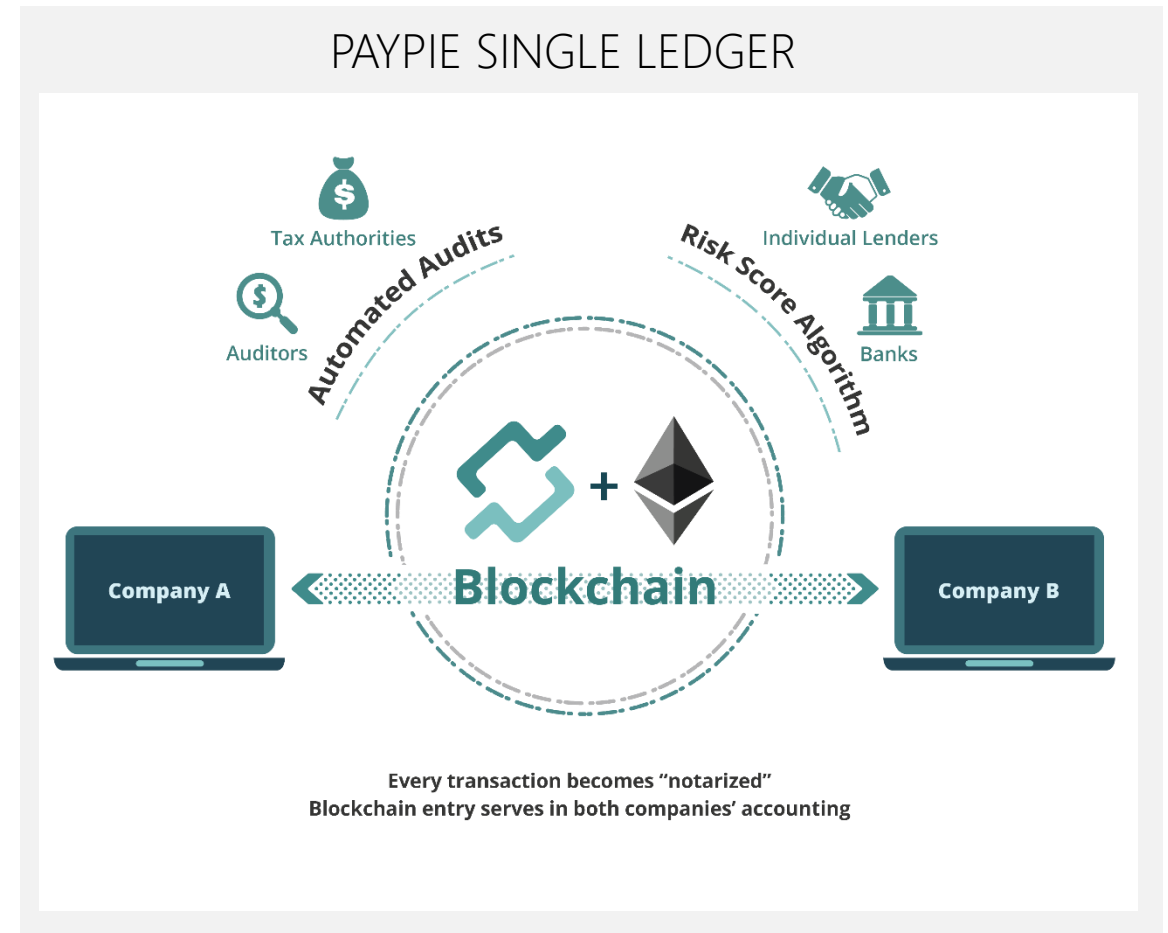 PAYPIE SINGLE LEDGER
Tax Authorities
Automated Audits
Auditors
Risk Score Algorithm
Individual Lenders
Banks
$
$
Company A
+
Blockchain
Company B
Every transaction becomes “notarized”
Blockchain entry serves in both companies’ accounting